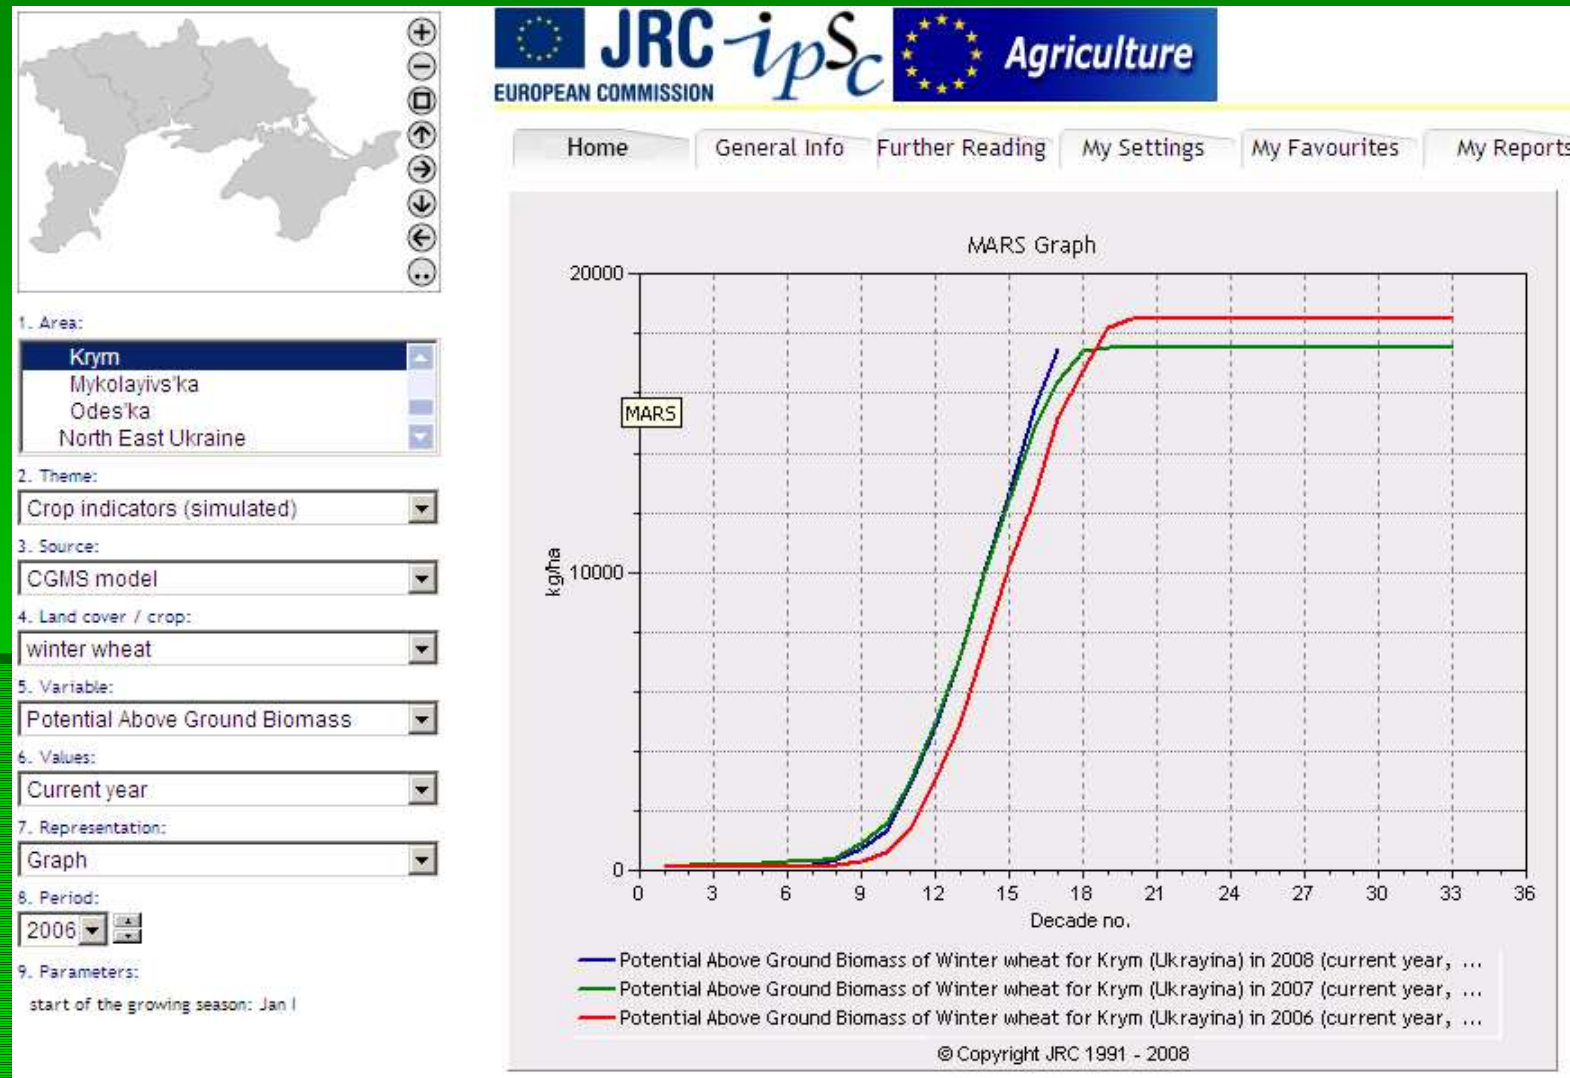 JRC ipsc
EUROPEAN COMMISSION
Agriculture
Home General Info Further Reading My Settings My Favourites My Reports
1. Area:
Krym
Mykolayivs'ka
Odes'ka
North East Ukraine
2. Theme:
Crop indicators (simulated)
3. Source:
CGMS model
4. Land cover / crop:
winter wheat
5. Variable:
Potential Above Ground Biomass
6. Values:
Current year
7. Representation:
Graph
8. Period:
2006
9. Parameters:
start of the growing season: Jan I
MARS Graph
20000
MARS
kg/ha
10000
0
0 3 6 9 12 15 18 21 24 27 30 33 36
Decade no.
Potential Above Ground Biomass of Winter wheat for Krym (Ukrayina) in 2008 (current year, ...
Potential Above Ground Biomass of Winter wheat for Krym (Ukrayina) in 2007 (current year, ...
Potential Above Ground Biomass of Winter wheat for Krym (Ukrayina) in 2006 (current year, ...
© Copyright JRC 1991 - 2008